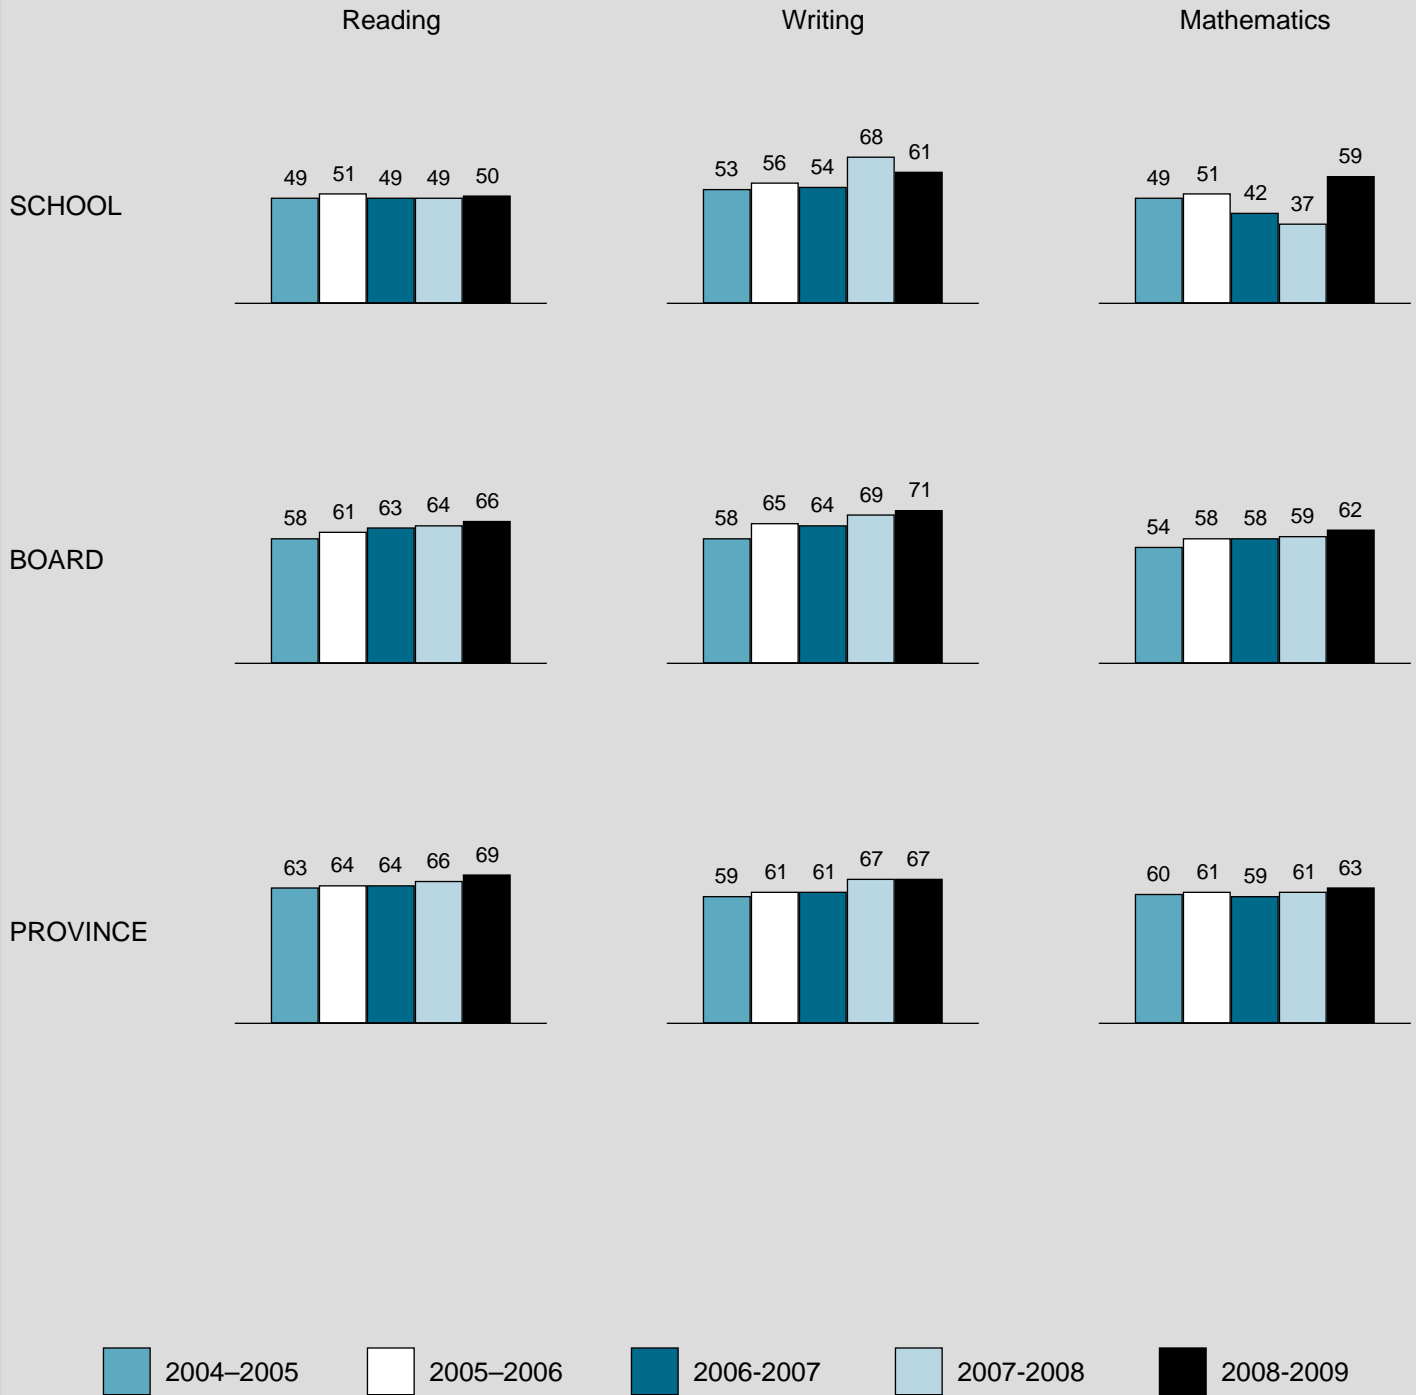 Reading Writing Mathematics
SCHOOL
49 51 49 49 50
53 56 54 68 61
49 51 42 37 59
BOARD
58 61 63 64 66
58 65 64 69 71
54 58 58 59 62
PROVINCE
63 64 64 66 69
59 61 61 67 67
60 61 59 61 63
2004–2005 2005–2006 2006-2007 2007-2008 2008-2009